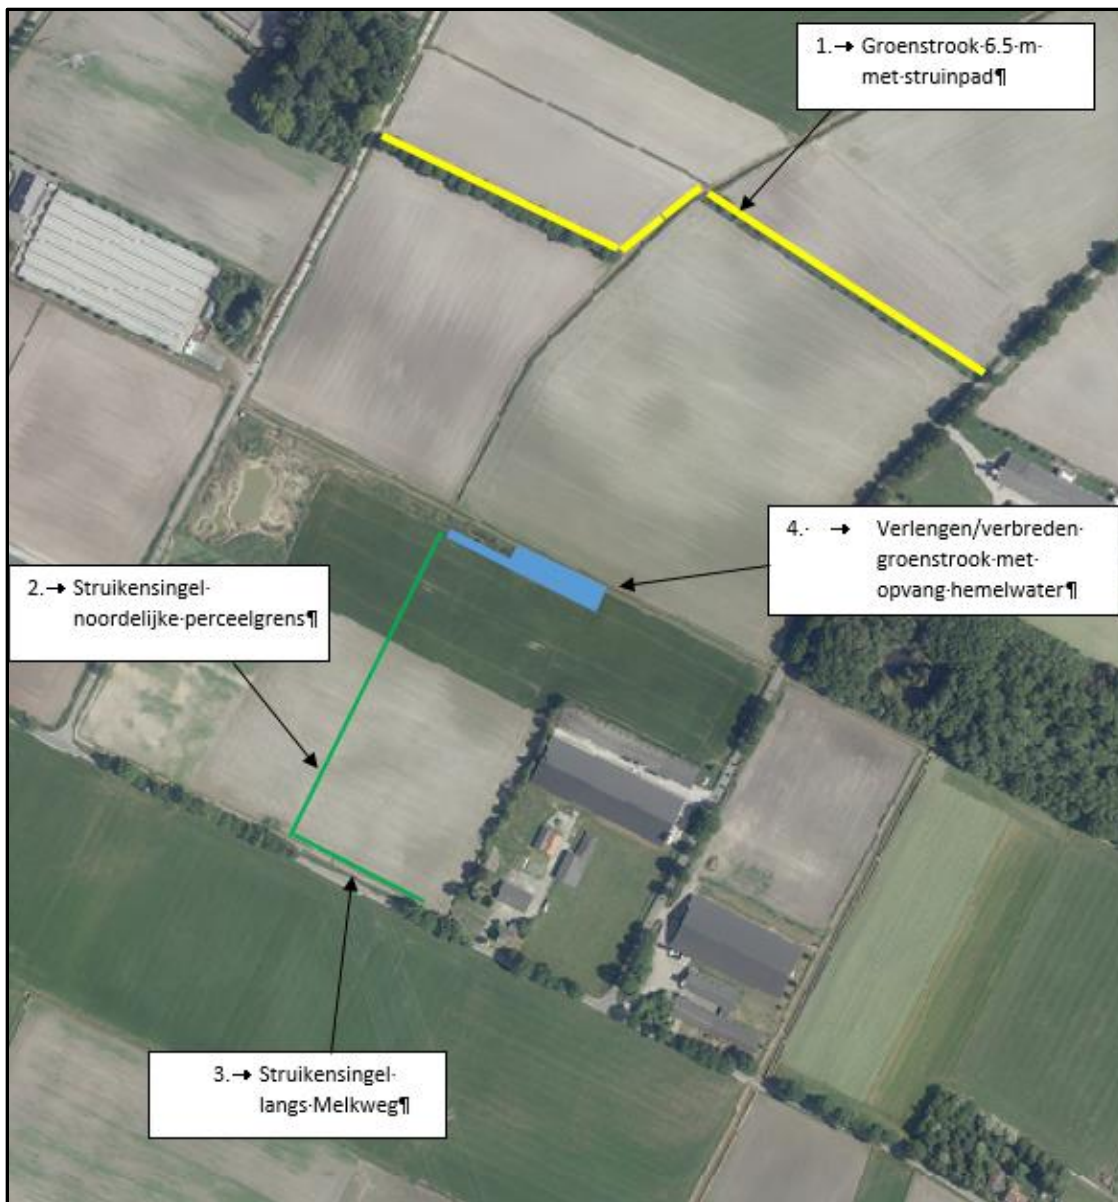 1.→ Groenstrook·6.5·m·
met·struinpad¶
4.· → Verlengen/verbreden·
groenstrook·met·
opvang·hemelwater¶
2.→ Struikensingel·
noordelijke·perceelgrens¶
3.→ Struikensingel·
langs·Melkweg¶